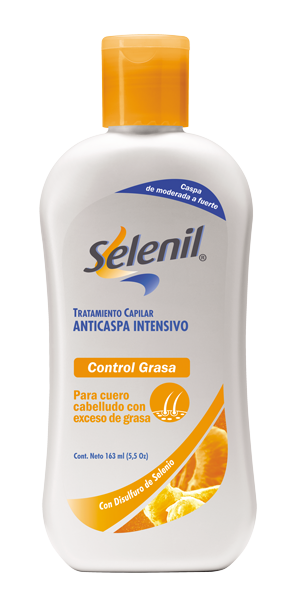 Caspa
de moderada a fuerte
Selenil®
TRATAMIENTO CAPILAR
ANTICASPA INTENSIVO
Control Grasa
Para cuero
cabelludo con
exceso de grasa
Cont. Neto 163 ml (5,5 Oz)
Con Disulfuro de Selenio